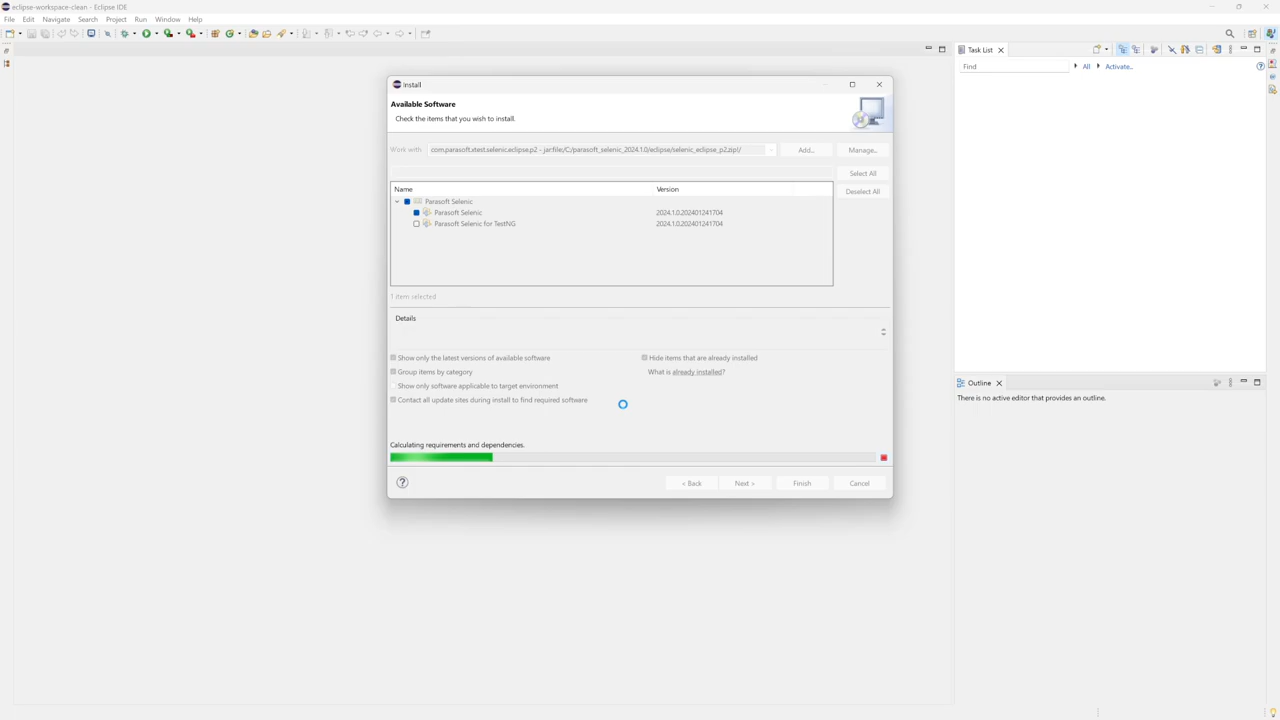 eclipse-workspace-clean - Eclipse IDE
File Edit Navigate Search Project Run Window Help
Task List
Find All Activate...
Install
Available Software
Check the items that you wish to install.
Work with: com.parasoft.xtest.selenic.eclipse.p2 - jar:file:/C:/parasoft_selenic_2024.1.0/eclipse/selenic_eclipse_p2.zip!/ Add... Manage...
Select All
Deselect All
Name Version
Parasoft Selenic
Parasoft Selenic 2024.1.0.202401241704
Parasoft Selenic for TestNG 2024.1.0.202401241704
1 item selected
Details
Show only the latest versions of available software Hide items that are already installed
Group items by category What is already installed?
Show only software applicable to target environment
Contact all update sites during install to find required software
Calculating requirements and dependencies.
? < Back Next > Finish Cancel
Outline
There is no active editor that provides an outline.